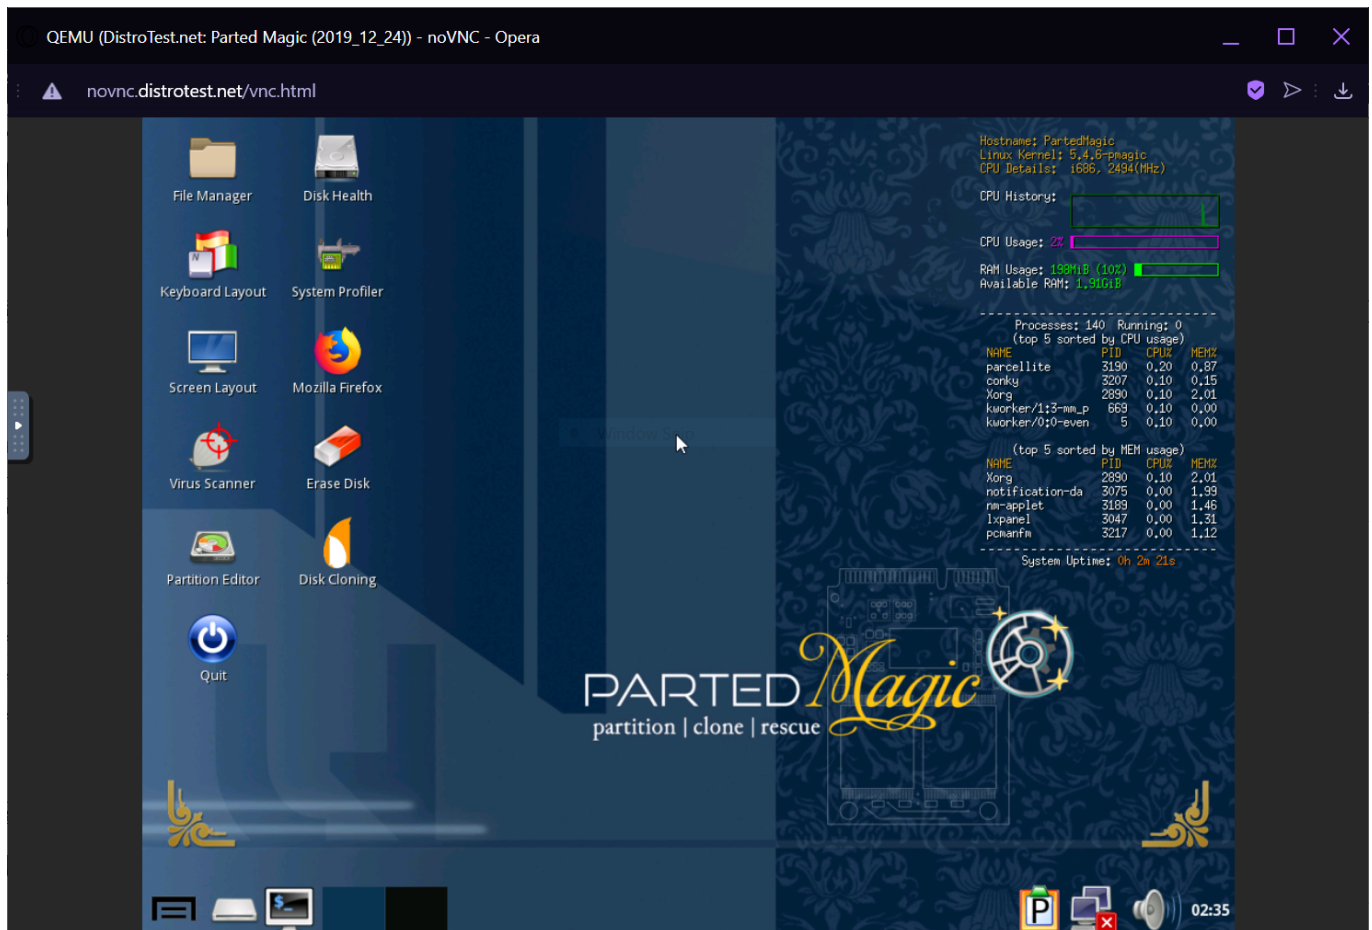 QEMU (DistroTest.net: Parted Magic (2019_12_24)) - noVNC - Opera
novnc.distrotest.net/vnc.html
File Manager
Disk Health
Keyboard Layout
System Profiler
Screen Layout
Mozilla Firefox
Virus Scanner
Erase Disk
Partition Editor
Disk Cloning
Quit
Hostname: PartedMagic
Linux Kernel: 5.4.6-pmagic
CPU Details: i686, 2494(MHz)
CPU History:
CPU Usage: 2%
RAM Usage: 198MiB (10%)
Available RAM: 1.91GiB
Processes: 140 Running: 0
(top 5 sorted by CPU usage)
NAME PID CPU% MEM%
parcellite 3190 0.20 0.87
conky 3207 0.10 0.15
Xorg 2890 0.10 2.01
kworker/1:3-mm_p 669 0.10 0.00
kworker/0:0-even 5 0.10 0.00
(top 5 sorted by MEM usage)
NAME PID CPU% MEM%
Xorg 2890 0.10 2.01
notification-da 3075 0.00 1.99
nm-applet 3189 0.00 1.46
lxpanel 3047 0.00 1.31
pcmanfm 3217 0.00 1.12
System Uptime: 0h 2m 21s
Window
PARTED Magic
partition | clone | rescue
$_
P
02:35